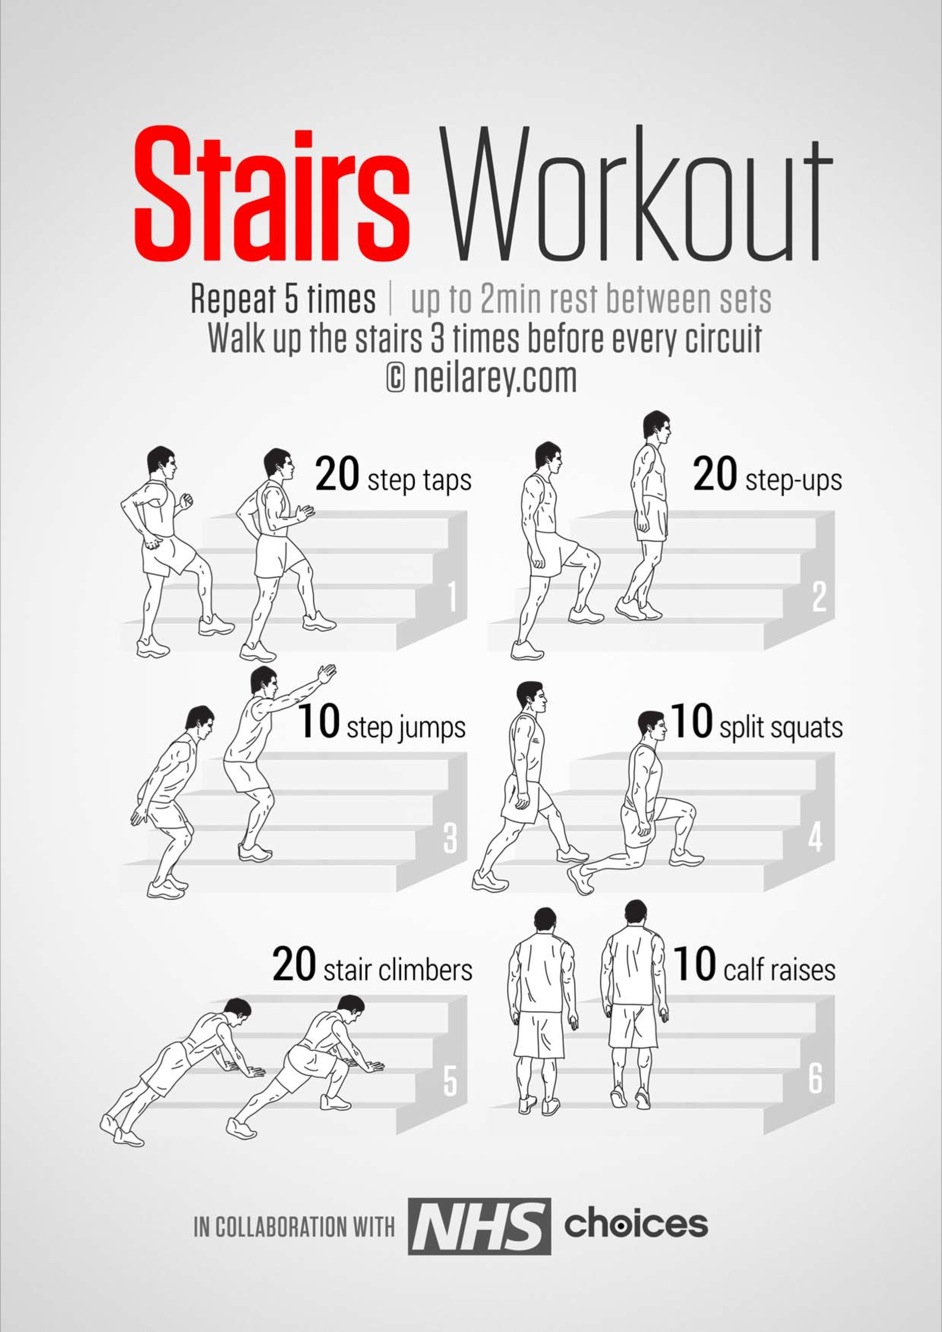 Stairs Workout
Repeat 5 times | up to 2min rest between sets
Walk up the stairs 3 times before every circuit
© neilarey.com
20 step taps
1
20 step-ups
2
10 step jumps
3
10 split squats
4
20 stair climbers
5
10 calf raises
6
IN COLLABORATION WITH NHS choices